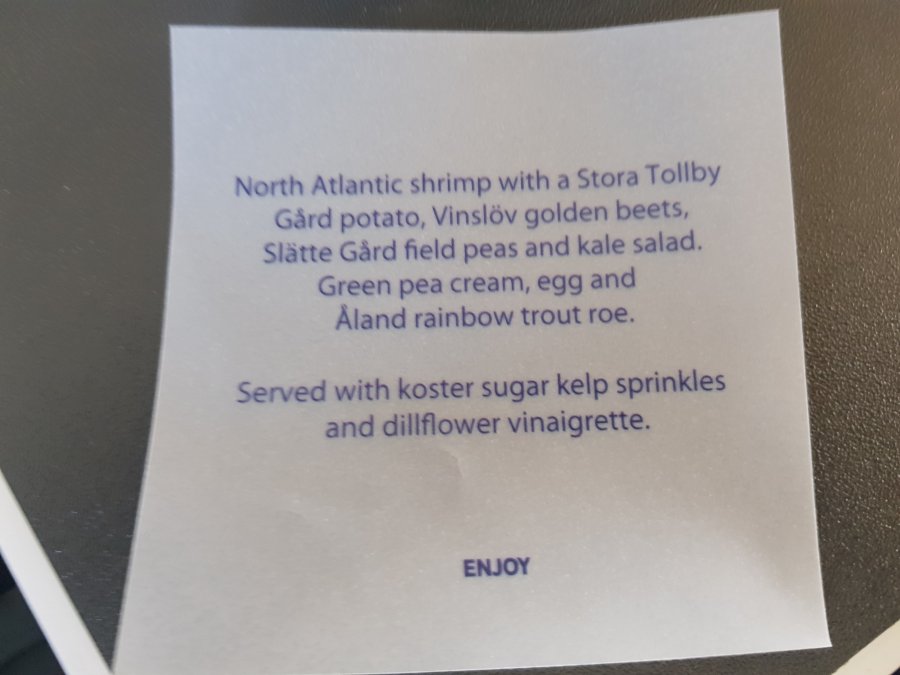 North Atlantic shrimp with a Stora Tollby
Gård potato, Vinslöv golden beets,
Slätte Gård field peas and kale salad.
Green pea cream, egg and
Åland rainbow trout roe.
Served with koster sugar kelp sprinkles
and dillflower vinaigrette.
ENJOY